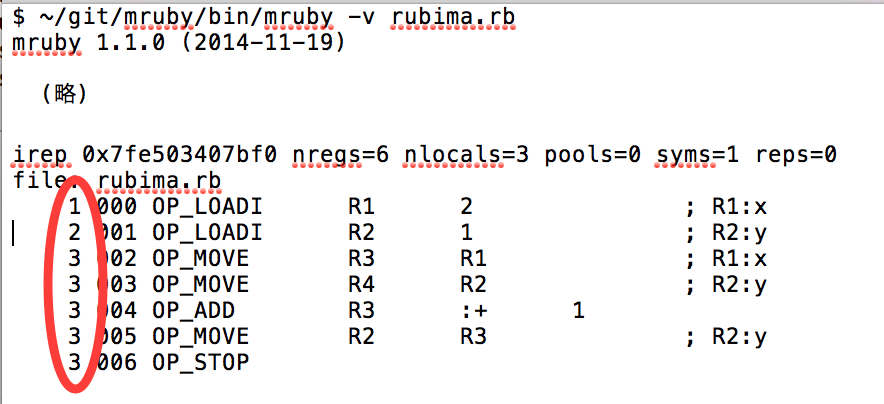 $ ~/git/mruby/bin/mruby -v rubima.rb
mruby 1.1.0 (2014-11-19)
(略)
irep 0x7fe503407bf0 nregs=6 nlocals=3 pools=0 syms=1 reps=0
file: rubima.rb
1 000 OP_LOADI R1 2 ; R1:x
2 001 OP_LOADI R2 1 ; R2:y
3 002 OP_MOVE R3 R1 ; R1:x
3 003 OP_MOVE R4 R2 ; R2:y
3 004 OP_ADD R3 :+ 1
3 005 OP_MOVE R2 R3 ; R2:y
3 006 OP_STOP